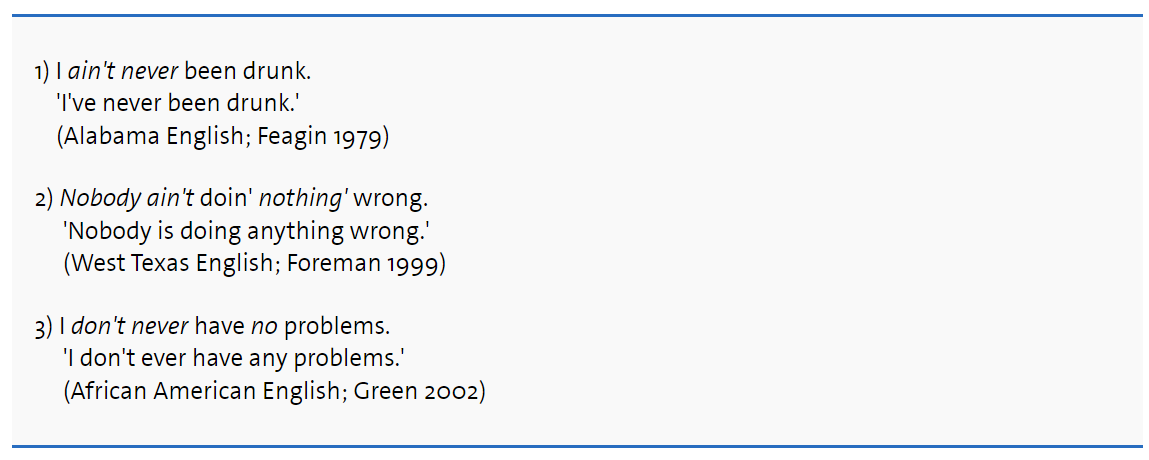 1) I ain't never been drunk.
'I've never been drunk.'
(Alabama English; Feagin 1979)
2) Nobody ain't doin' nothing' wrong.
'Nobody is doing anything wrong.'
(West Texas English; Foreman 1999)
3) I don't never have no problems.
'I don't ever have any problems.'
(African American English; Green 2002)